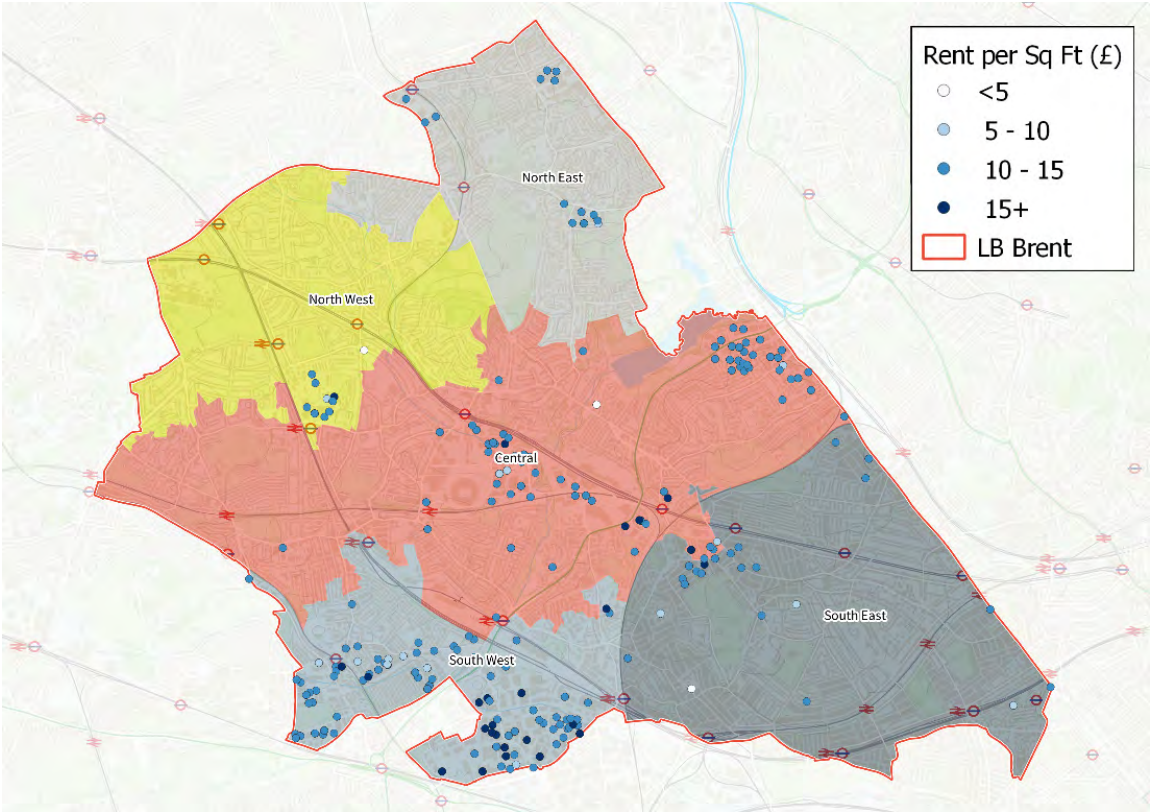 Rent per Sq Ft (£)
<5
5 - 10
10 - 15
15+
LB Brent
North East
North West
Central
South East
South West